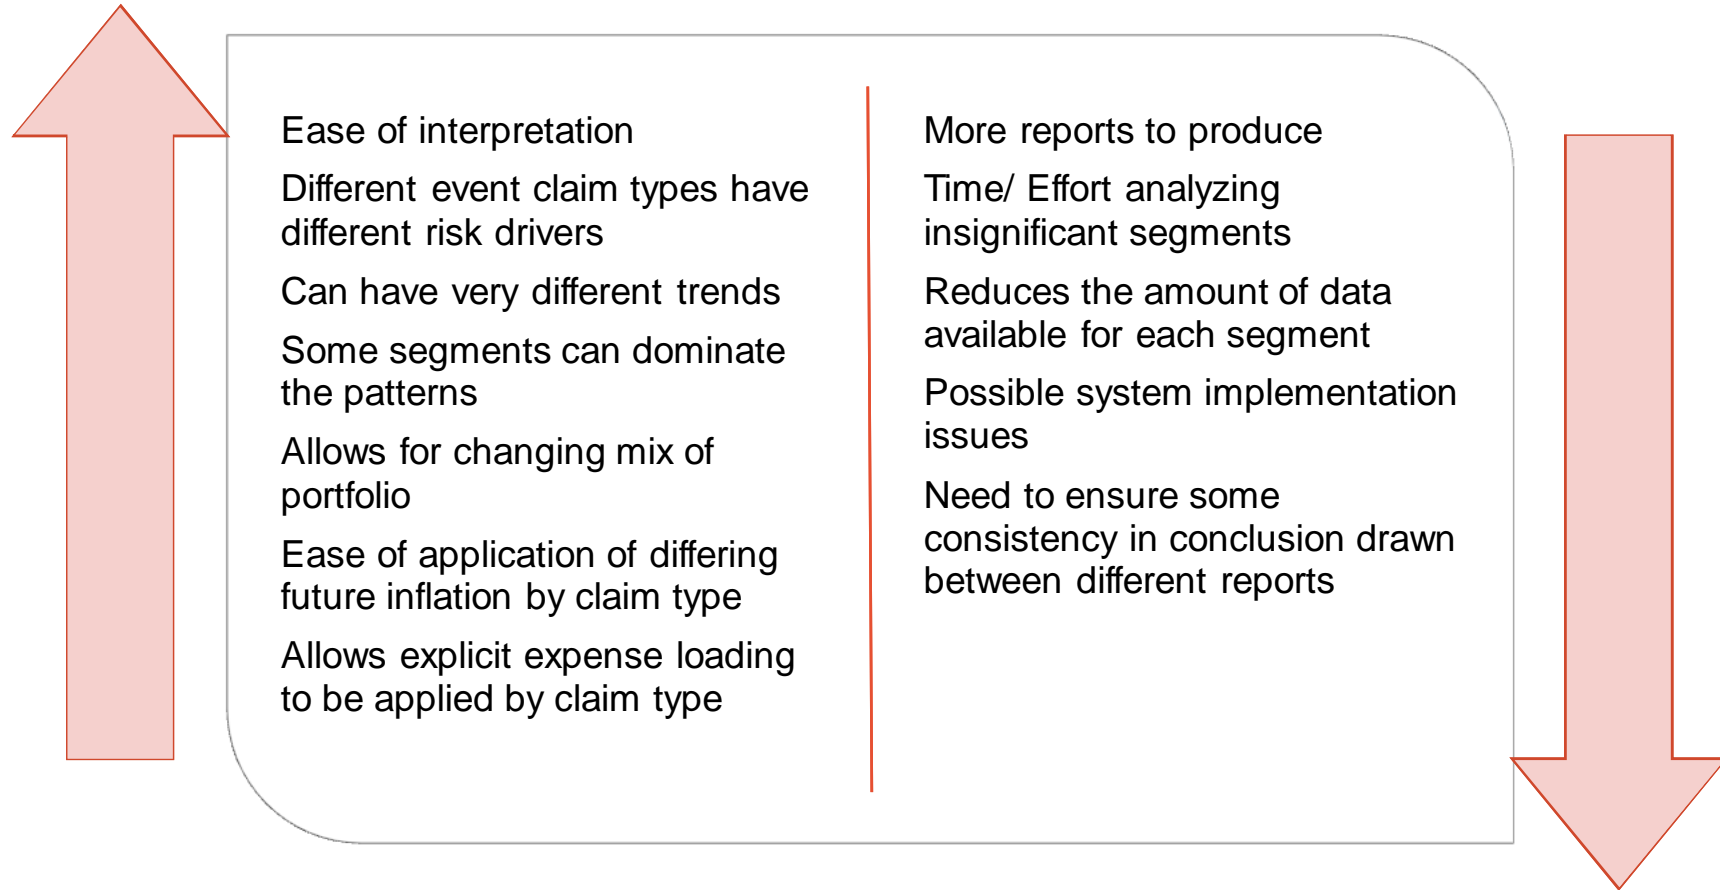 Ease of interpretation
Different event claim types have
different risk drivers
Can have very different trends
Some segments can dominate
the patterns
Allows for changing mix of
portfolio
Ease of application of differing
future inflation by claim type
Allows explicit expense loading
to be applied by claim type
More reports to produce
Time/ Effort analyzing
insignificant segments
Reduces the amount of data
available for each segment
Possible system implementation
issues
Need to ensure some
consistency in conclusion drawn
between different reports